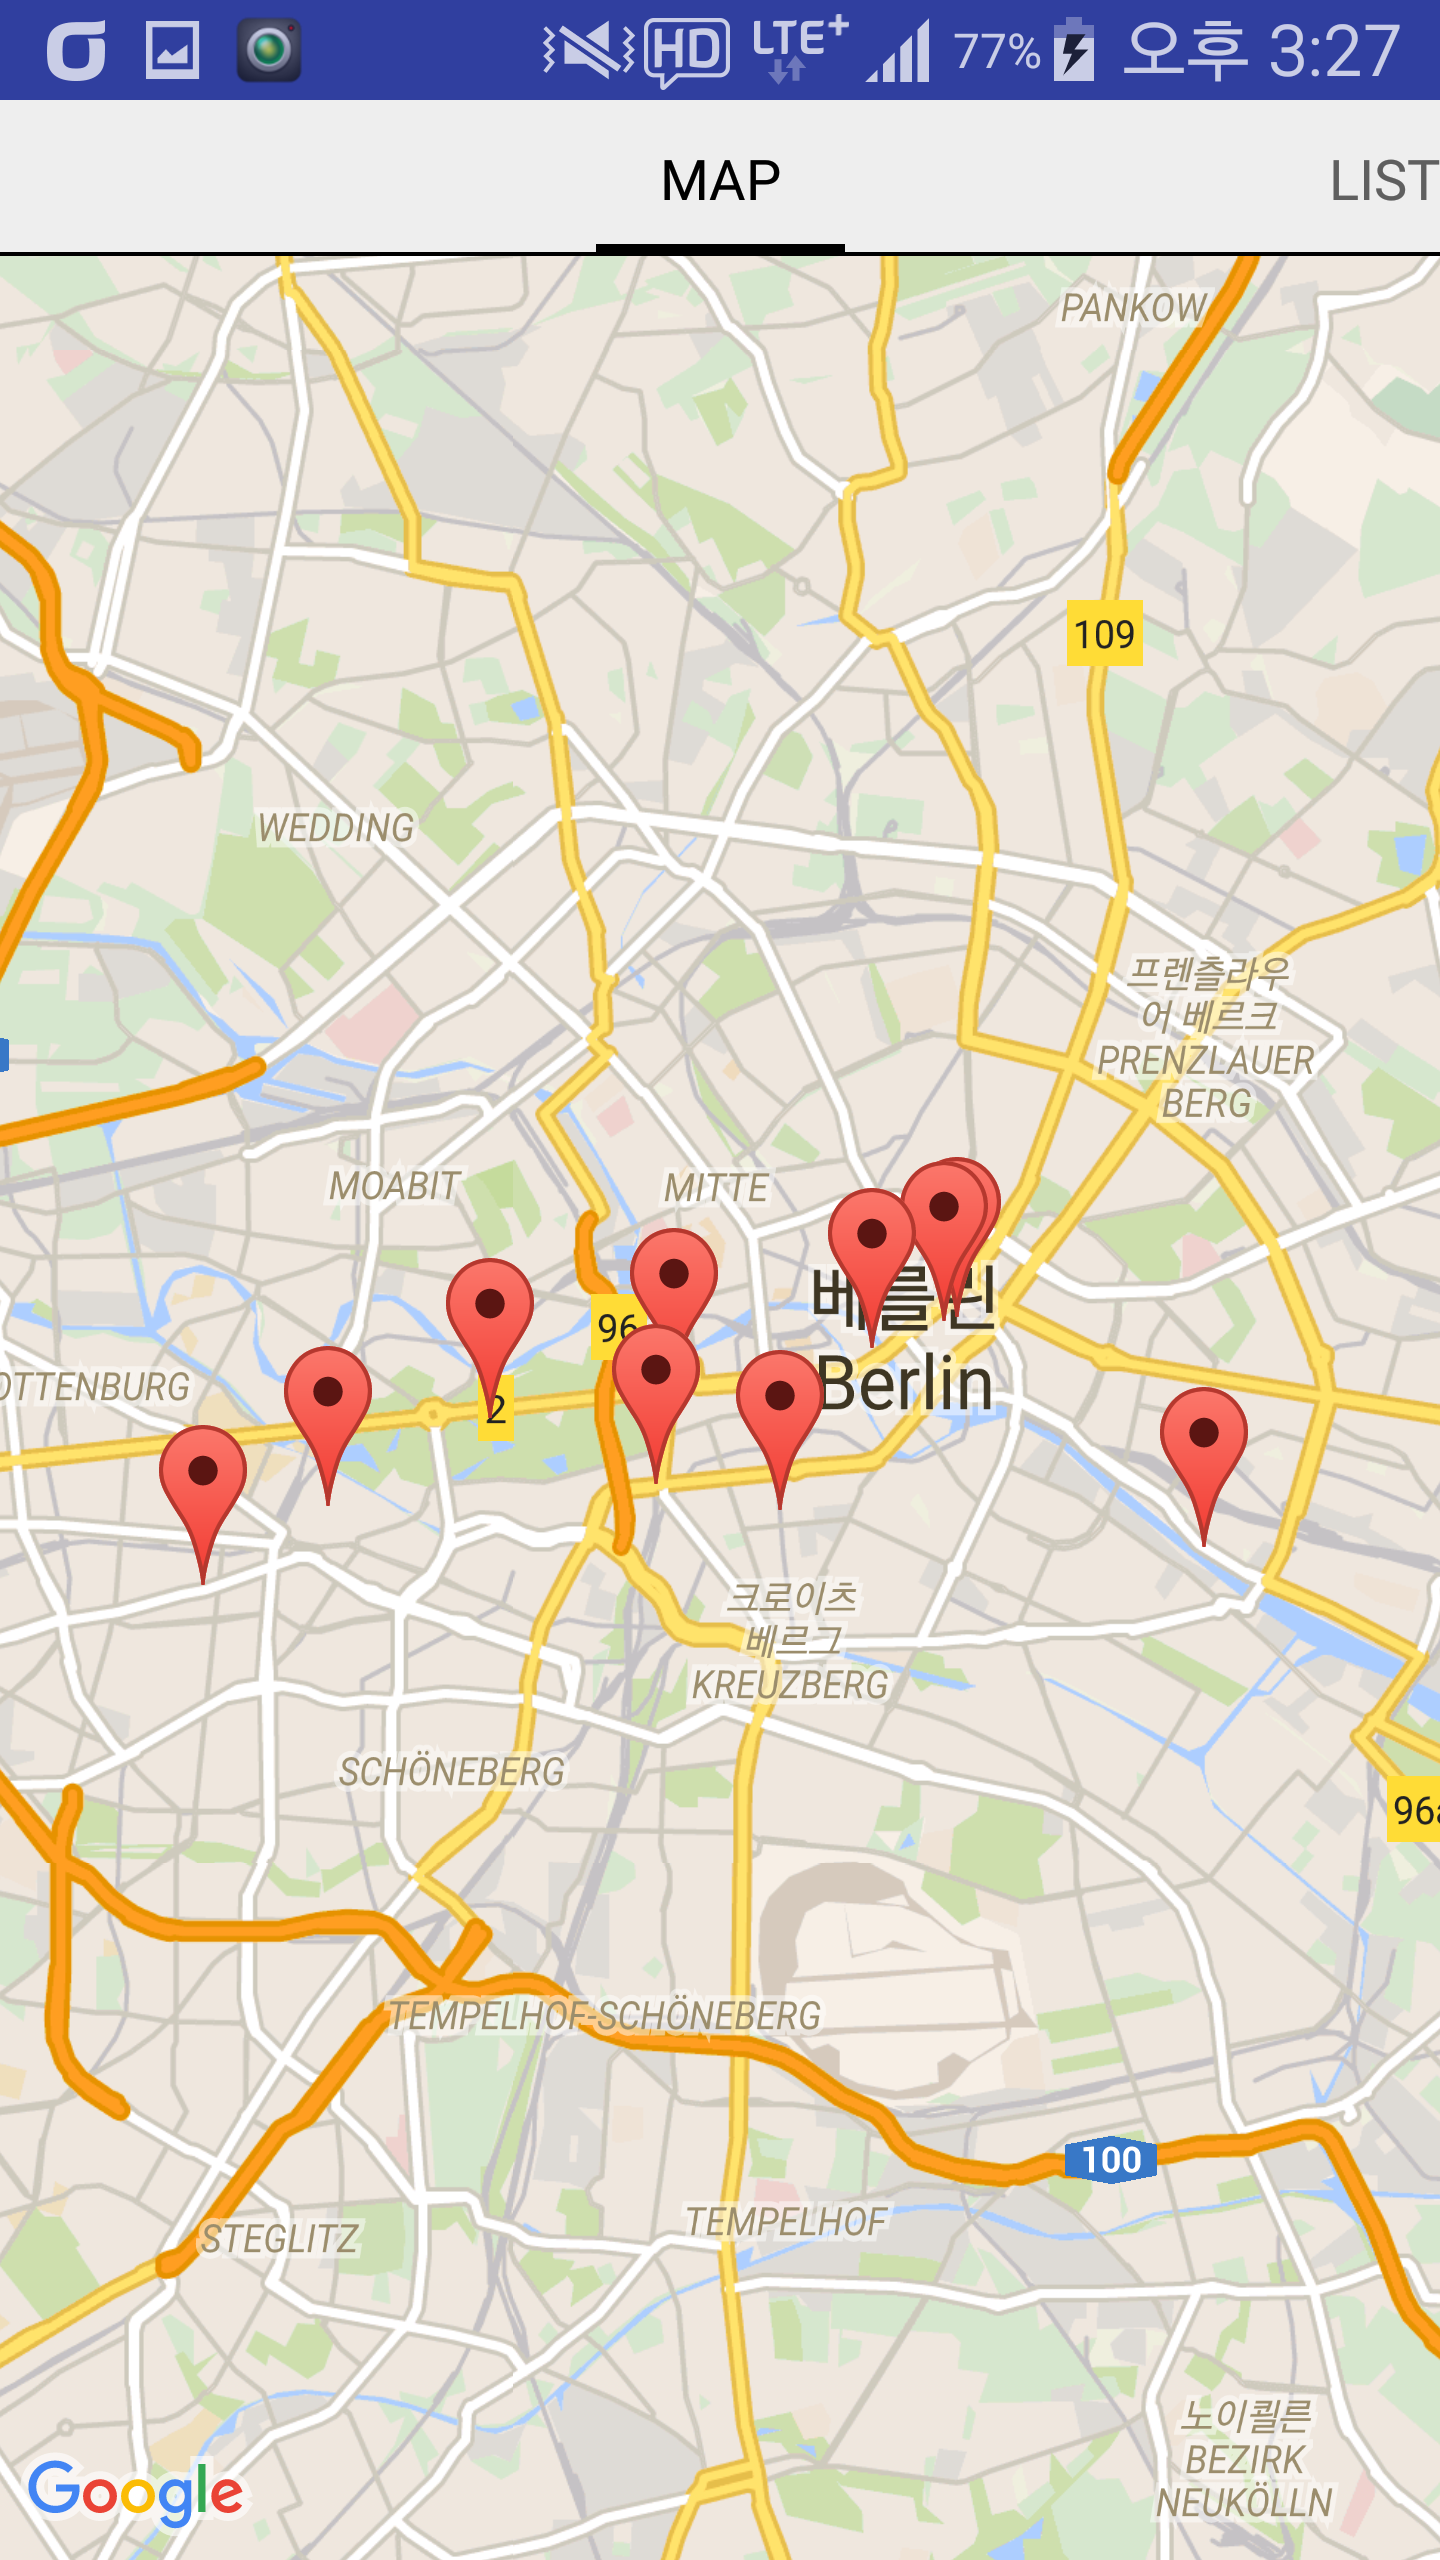 HD LTE+ 77% 오후 3:27
MAP LIST
PANKOW
109
WEDDING
프렌츨라우
어 베르크
PRENZLAUER
BERG
MOABIT
MITTE
베를린
Berlin
96
2
OTTENBURG
크로이츠
베르그
KREUZBERG
SCHÖNEBERG
96a
TEMPELHOF-SCHÖNEBERG
100
TEMPELHOF
STEGLITZ
노이쾰른
BEZIRK
NEUKÖLLN
Google